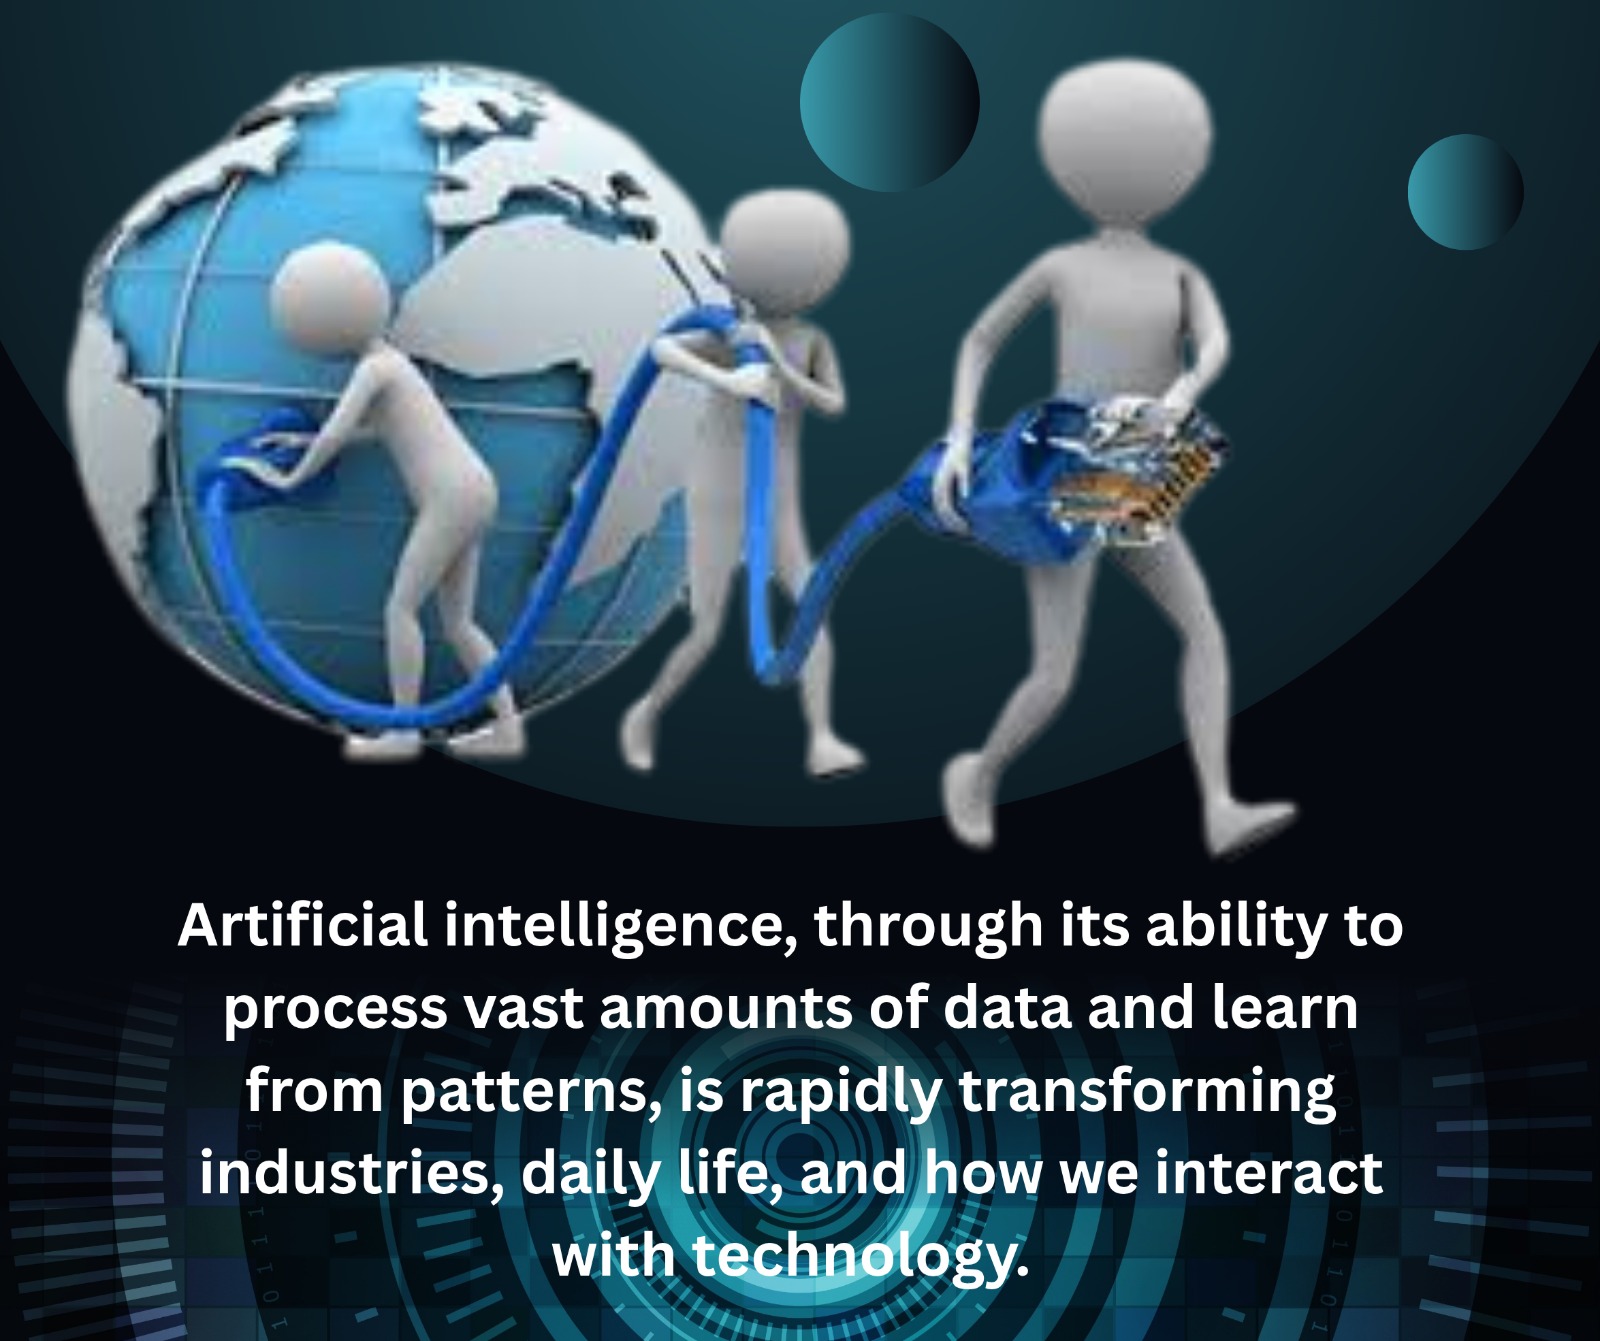 Artificial intelligence, through its ability to
process vast amounts of data and learn
from patterns, is rapidly transforming
industries, daily life, and how we interact
with technology.